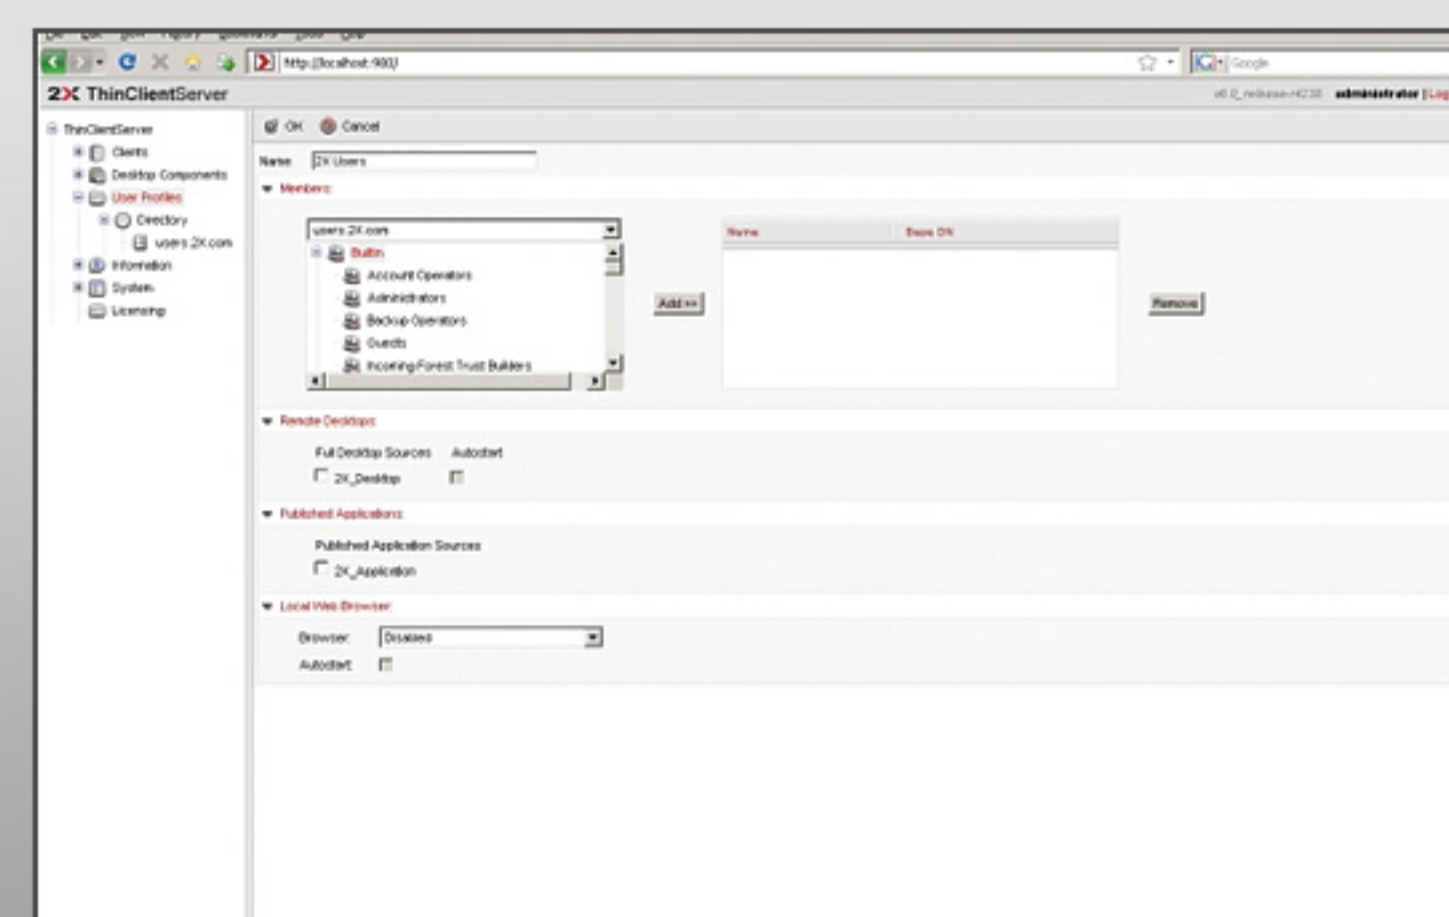 http://localhost:980/
Google
2X ThinClientServer
administrator | Log
ThinClientServer
Clients
Desktop Components
User Profiles
Directory
users.2X.com
Information
System
Licensing
OK Cancel
Name 2X Users
Members:
users.2X.com
Builtin
Account Operators
Administrators
Backup Operators
Guests
Incoming Forest Trust Builders
Add >>
Name Base DN
Remove
Remote Desktops:
Full Desktop Sources Autostart
2X_Desktop
Published Applications:
Published Application Sources
2X_Application
Local Web Browser:
Browser: Disabled
Autostart: